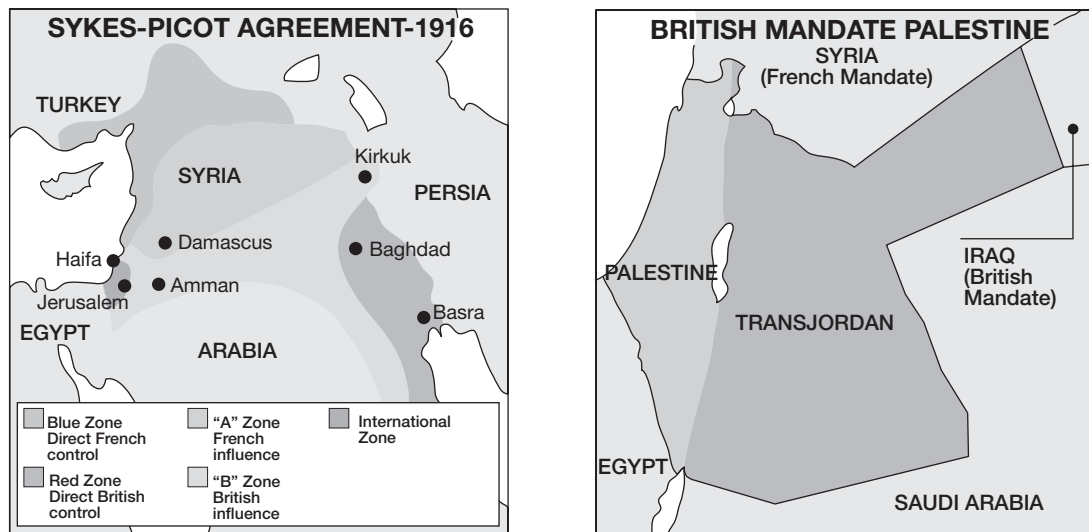 SYKES-PICOT AGREEMENT-1916
TURKEY
SYRIA
Kirkuk
PERSIA
Damascus
Baghdad
Haifa
Jerusalem
Amman
Basra
EGYPT
ARABIA
Blue Zone
Direct French
control
Red Zone
Direct British
control
“A” Zone
French
influence
“B” Zone
British
influence
International
Zone
BRITISH MANDATE PALESTINE
SYRIA
(French Mandate)
PALESTINE
IRAQ
(British
Mandate)
TRANSJORDAN
EGYPT
SAUDI ARABIA